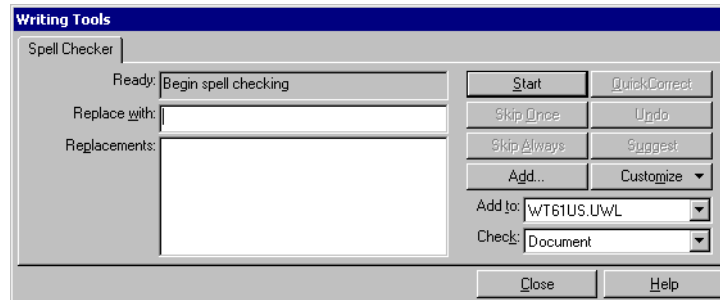 Writing Tools
Spell Checker
Ready: Begin spell checking
Start QuickCorrect
Replace with:
Skip Once Undo
Replacements:
Skip Always Suggest
Add... Customize
Add to: WT61US.UWL
Check: Document
Close Help